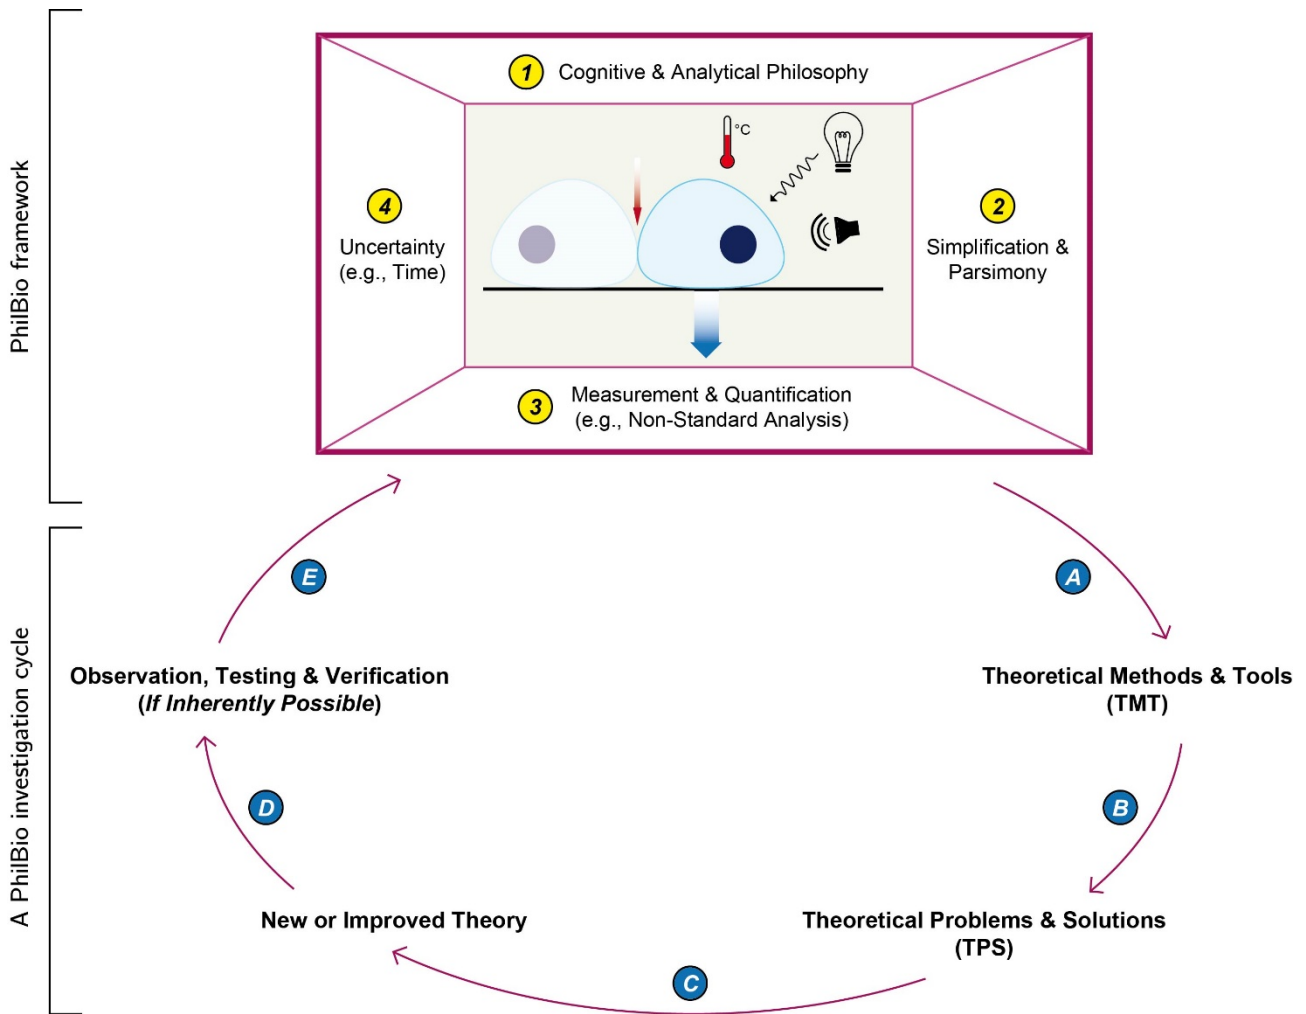 PhilBio framework
1 Cognitive & Analytical Philosophy
°C
4
Uncertainty
(e.g., Time)
2
Simplification &
Parsimony
3 Measurement & Quantification
(e.g., Non-Standard Analysis)
A PhilBio investigation cycle
E
A
Observation, Testing & Verification
(If Inherently Possible)
Theoretical Methods & Tools
(TMT)
D
B
New or Improved Theory
Theoretical Problems & Solutions
(TPS)
C